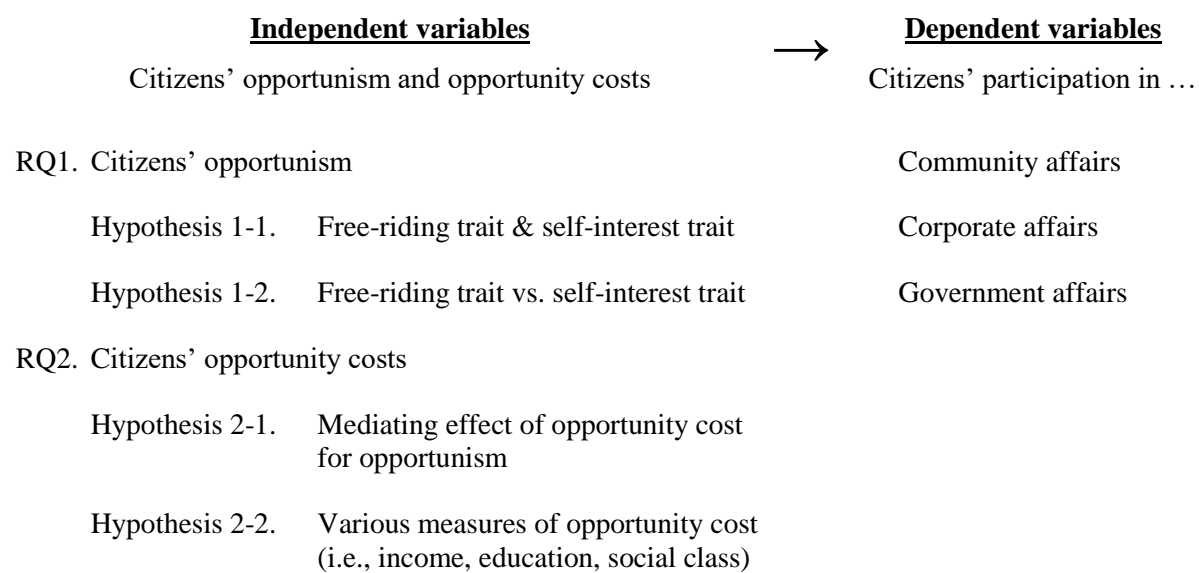 Independent variables → Dependent variables
Citizens’ opportunism and opportunity costs Citizens’ participation in …
RQ1. Citizens’ opportunism Community affairs
Hypothesis 1-1. Free-riding trait & self-interest trait Corporate affairs
Hypothesis 1-2. Free-riding trait vs. self-interest trait Government affairs
RQ2. Citizens’ opportunity costs
Hypothesis 2-1. Mediating effect of opportunity cost
for opportunism
Hypothesis 2-2. Various measures of opportunity cost
(i.e., income, education, social class)